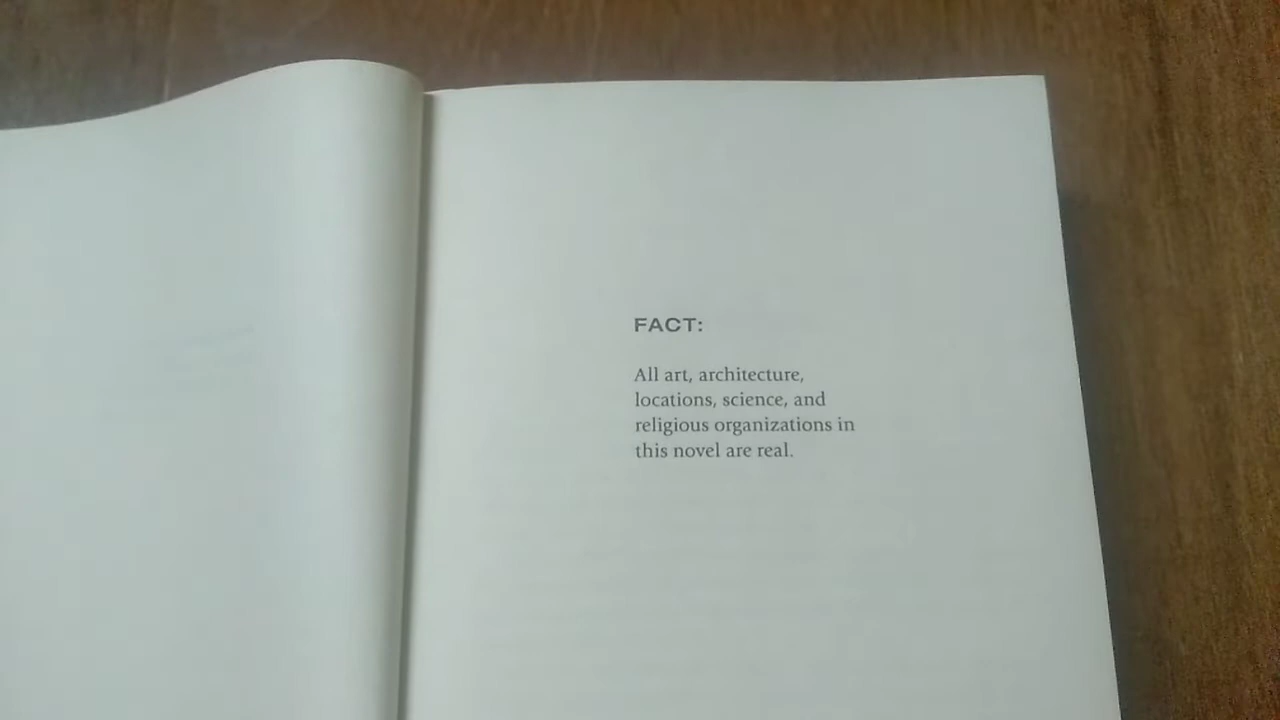 FACT:
All art, architecture,
locations, science, and
religious organizations in
this novel are real.